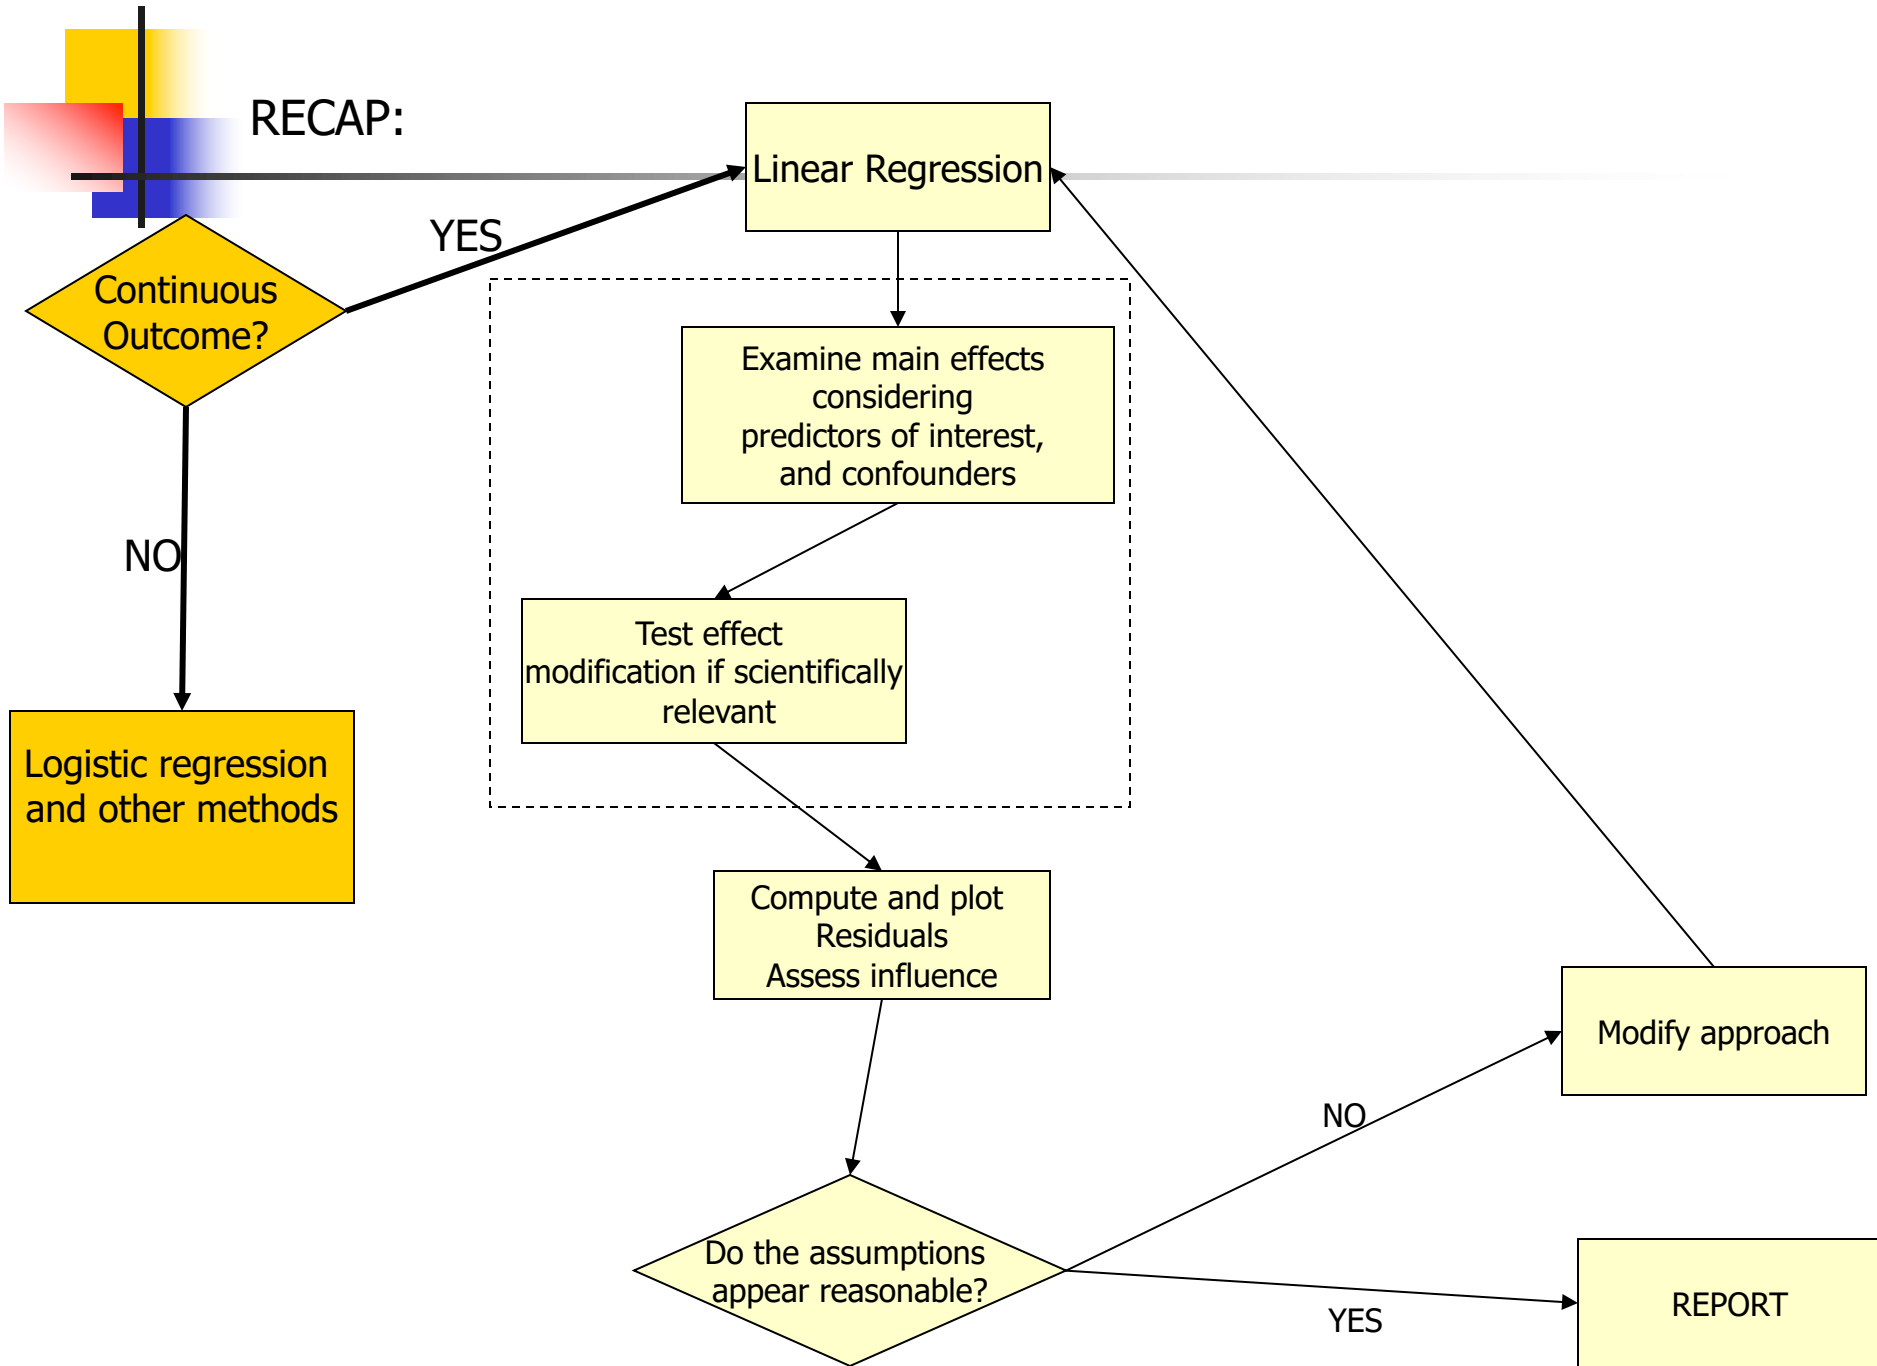 RECAP:
Linear Regression
YES
Continuous
Outcome?
Examine main effects
considering
predictors of interest,
and confounders
NO
Test effect
modification if scientifically
relevant
Logistic regression
and other methods
Compute and plot
Residuals
Assess influence
Modify approach
NO
Do the assumptions
appear reasonable?
YES
REPORT